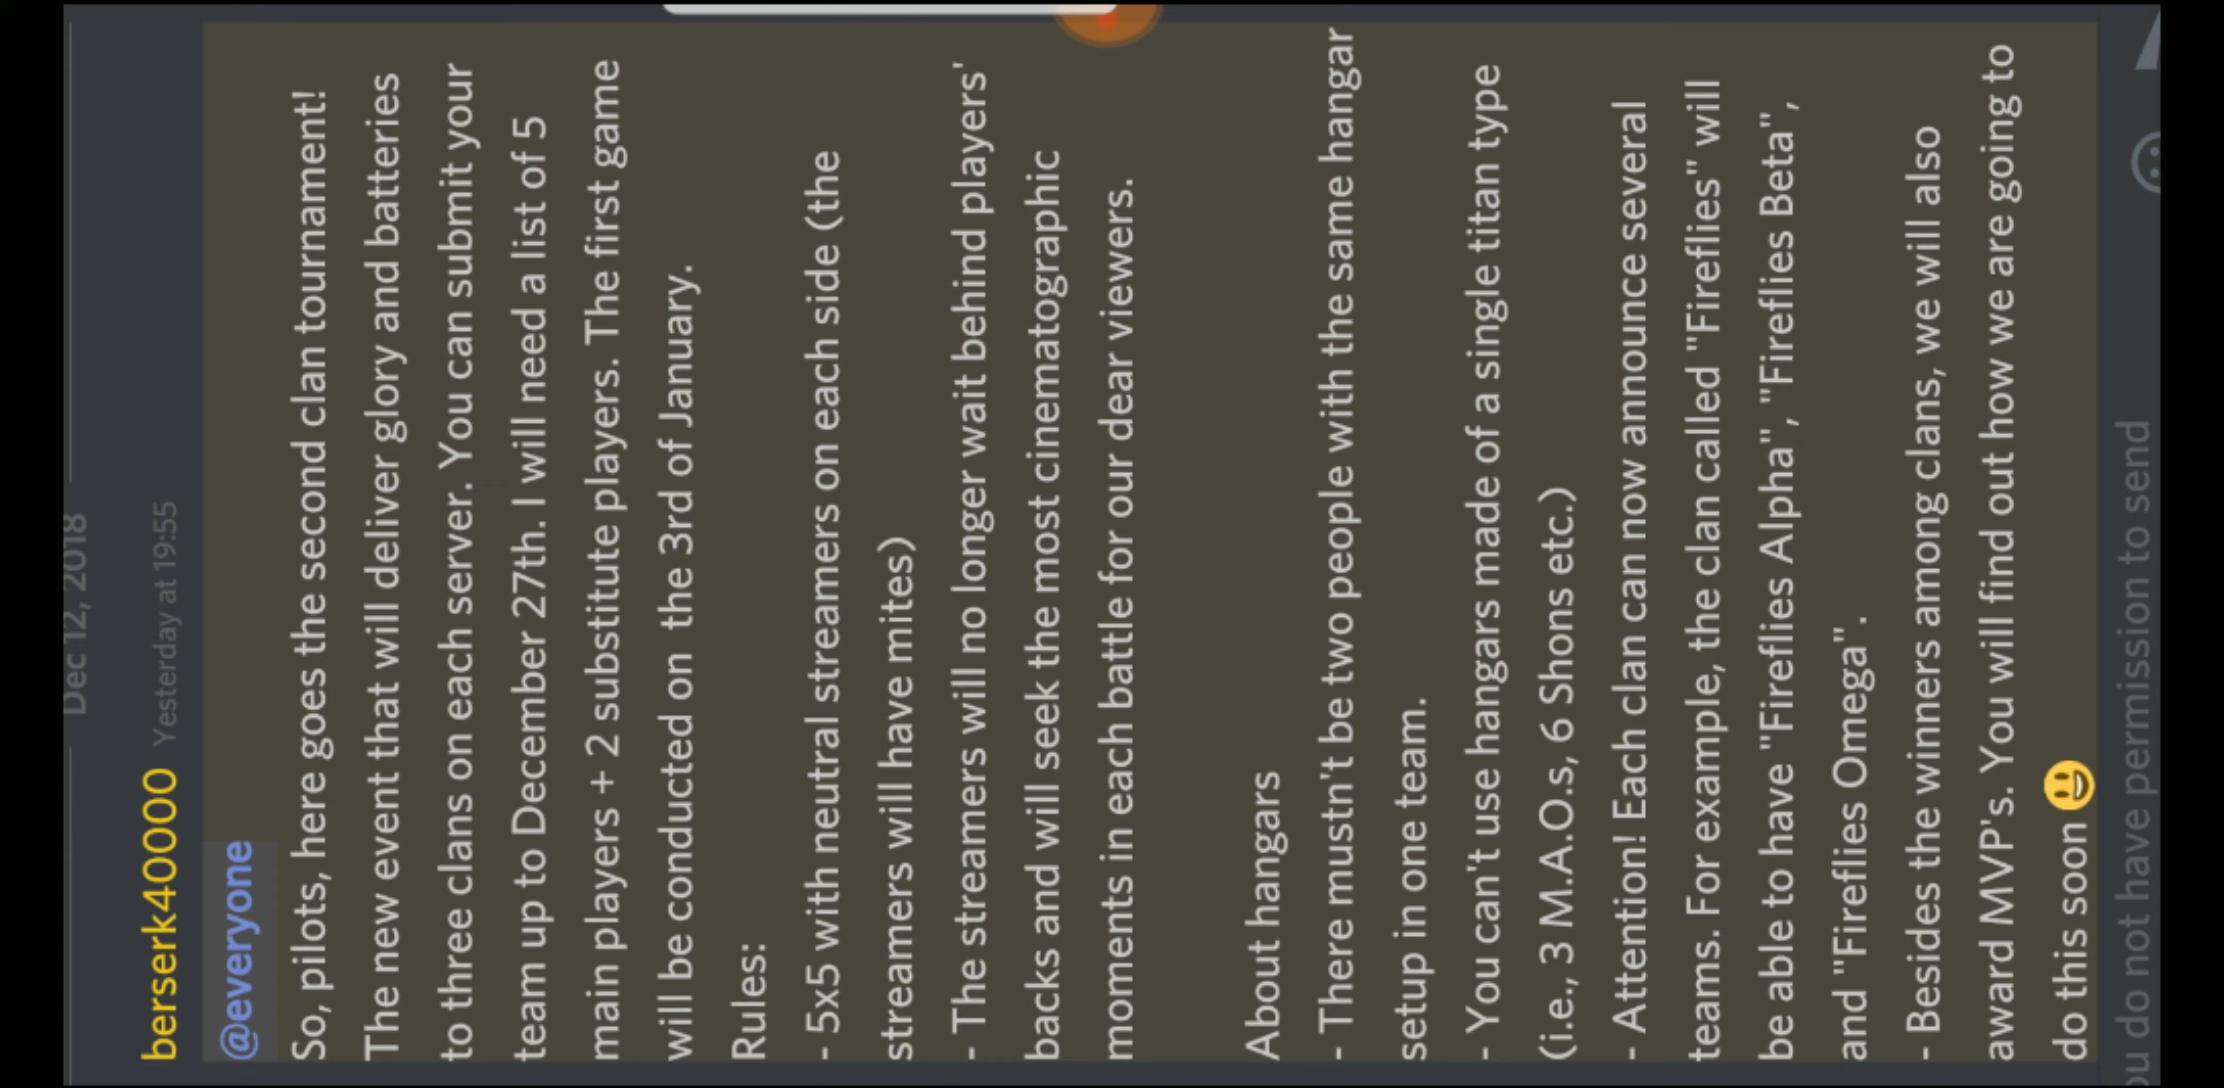 Dec 12, 2018
berserk40000 Yesterday at 19:55
@everyone
So, pilots, here goes the second clan tournament!
The new event that will deliver glory and batteries
to three clans on each server. You can submit your
team up to December 27th. I will need a list of 5
main players + 2 substitute players. The first game
will be conducted on  the 3rd of January.
Rules:
- 5x5 with neutral streamers on each side (the
streamers will have mites)
- The streamers will no longer wait behind players'
backs and will seek the most cinematographic
moments in each battle for our dear viewers.
About hangars
- There mustn't be two people with the same hangar
setup in one team.
- You can't use hangars made of a single titan type
(i.e., 3 M.A.O.s, 6 Shons etc.)
- Attention! Each clan can now announce several
teams. For example, the clan called "Fireflies" will
be able to have "Fireflies Alpha", "Fireflies Beta",
and "Fireflies Omega".
- Besides the winners among clans, we will also
award MVP's. You will find out how we are going to
do this soon 😃
ou do not have permission to send